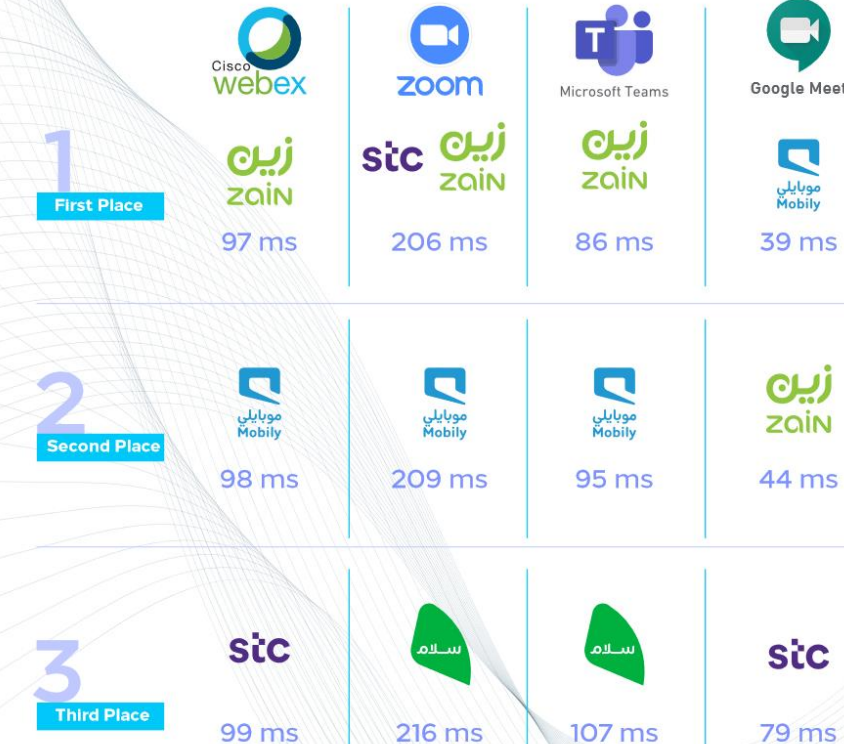 Cisco
webex
zoom
Microsoft Teams
Google Meet
1
First Place
زين
zain
stc
زين
zain
زين
zain
موبايلي
Mobily
97 ms
206 ms
86 ms
39 ms
2
Second Place
موبايلي
Mobily
موبايلي
Mobily
موبايلي
Mobily
زين
zain
98 ms
209 ms
95 ms
44 ms
3
Third Place
stc
سلام
سلام
stc
99 ms
216 ms
107 ms
79 ms